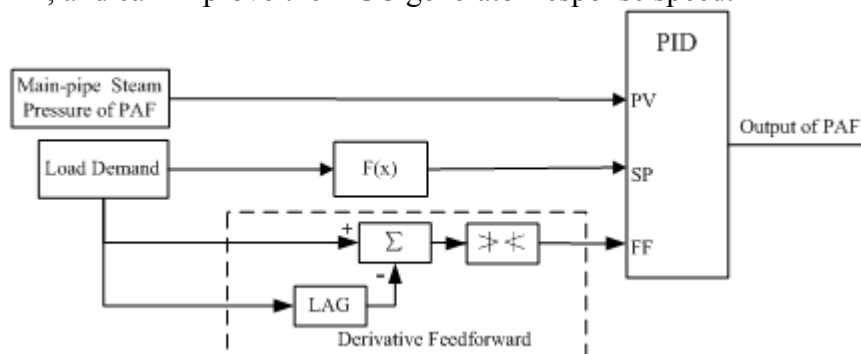 PID
Main-pipe Steam
Pressure of PAF
PV
Output of PAF
Load Demand
F(x)
SP
+
Σ
≯ ≮
FF
-
LAG
Derivative Feedforward